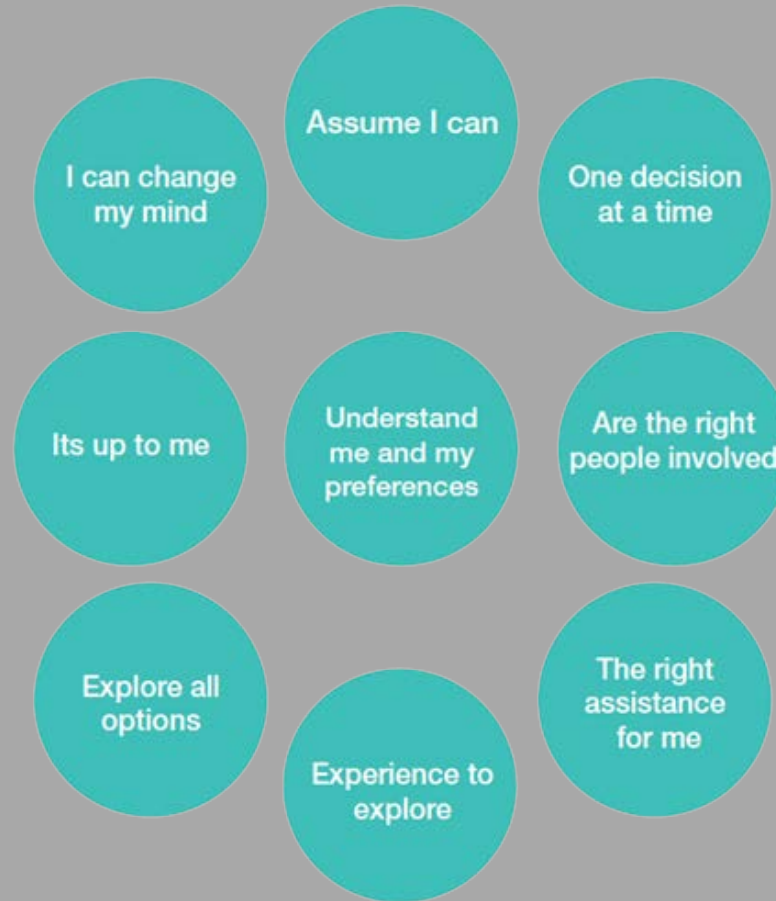 Assume I can
I can change
my mind
One decision
at a time
Its up to me
Understand
me and my
preferences
Are the right
people involved
Explore all
options
The right
assistance
for me
Experience to
explore